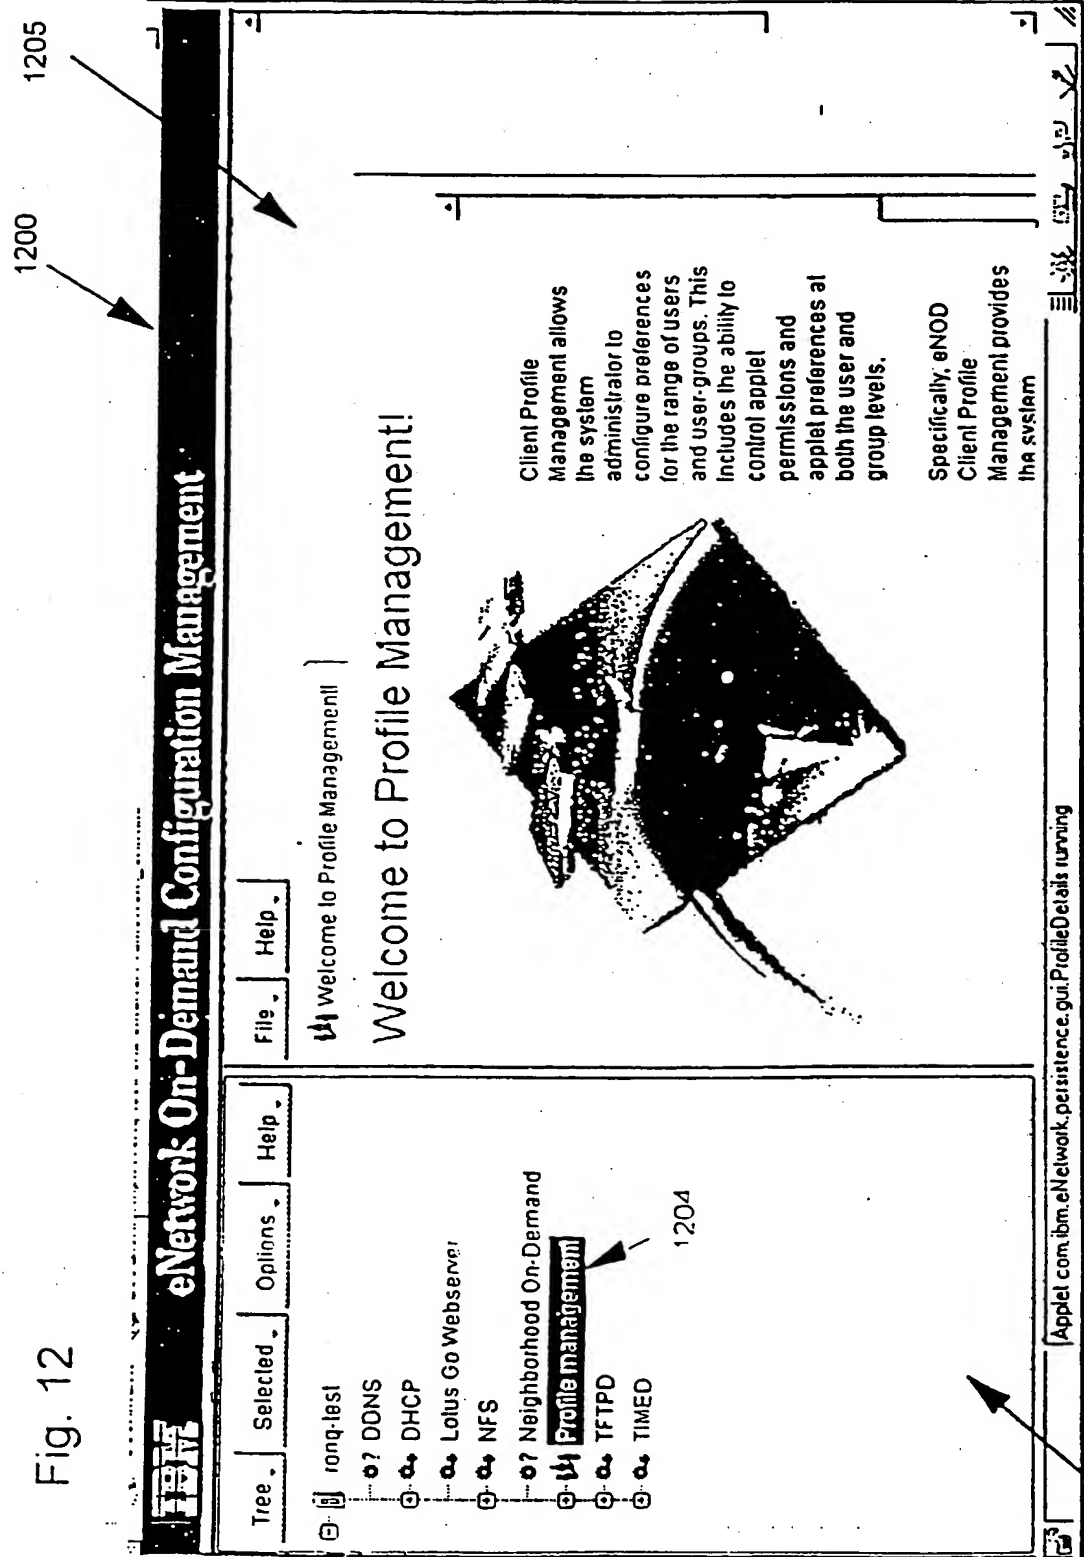 Fig. 12
1200
1205
IBM
eNetwork On-Demand Configuration Management
Tree
Selected
Options
Help
File
Help
ronq-test
? DDNS
DHCP
Lotus Go Webserver
NFS
? Neighborhood On-Demand
Profile management
TFTPD
TIMED
1204
Welcome to Profile Management!!
Welcome to Profile Management!
Client Profile
Management allows
the system
administrator to
configure preferences
for the range of users
and user-groups. This
includes the ability to
control applet
permissions and
applet preferences at
both the user and
group levels.
Specifically, eNOD
Client Profile
Management provides
the system
Applet com.ibm.eNetwork.persistence.gui.ProfileDetails running